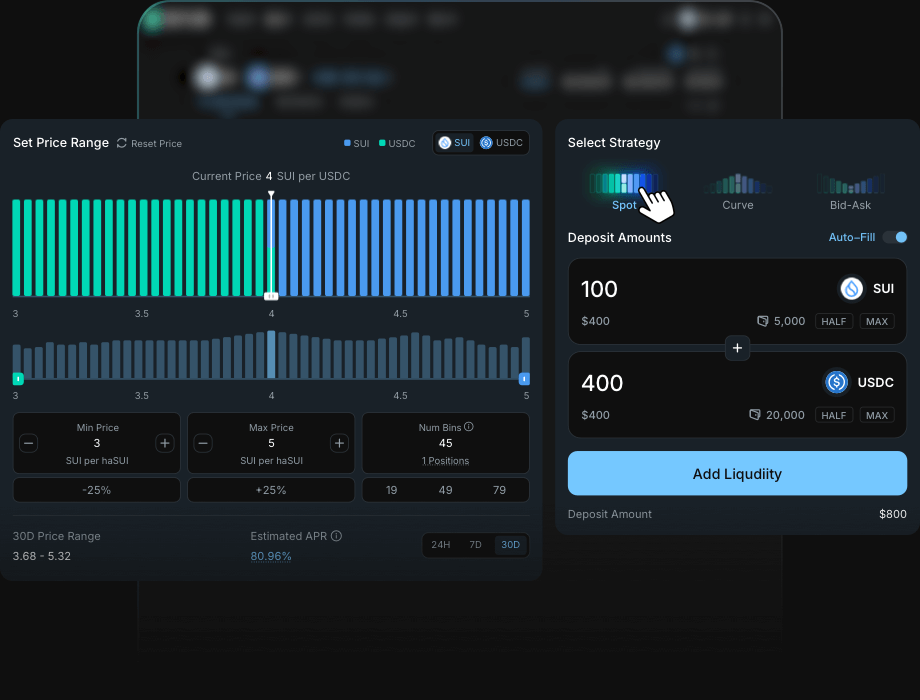 Set Price Range Reset Price SUI USDC SUI USDC
Current Price 4 SUI per USDC
3 3.5 4 4.5 5
3 3.5 4 4.5 5
Min Price
3
SUI per haSUI
-25%
Max Price
5
SUI per haSUI
+25%
Num Bins
45
1 Positions
19 49 79
30D Price Range
3.68 - 5.32
Estimated APR
80.96%
24H 7D 30D
Select Strategy
Spot Curve Bid-Ask
Deposit Amounts Auto-Fill
100 SUI
$400 5,000 HALF MAX
400 USDC
$400 20,000 HALF MAX
Add Liqudiity
Deposit Amount $800